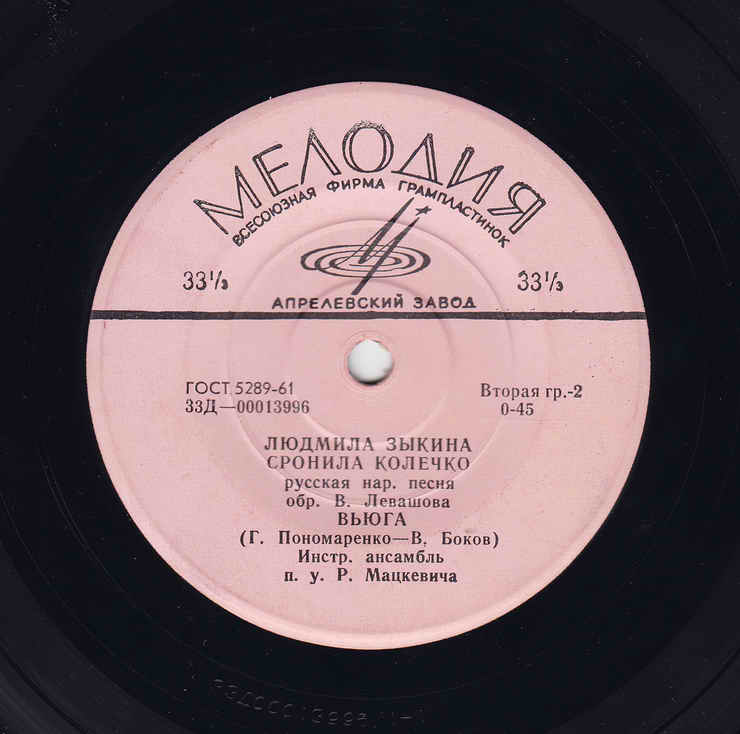 МЕЛОДИЯ
ВСЕСОЮЗНАЯ ФИРМА ГРАМПЛАСТИНОК
33⅓ 33⅓
АПРЕЛЕВСКИЙ ЗАВОД
ГОСТ 5289-61 Вторая гр.-2
33Д—00013996 0-45
ЛЮДМИЛА ЗЫКИНА
СРОНИЛА КОЛЕЧКО
русская нар. песня
обр. В. Левашова
ВЬЮГА
(Г. Пономаренко—В. Боков)
Инстр. ансамбль
п. у. Р. Мацкевича